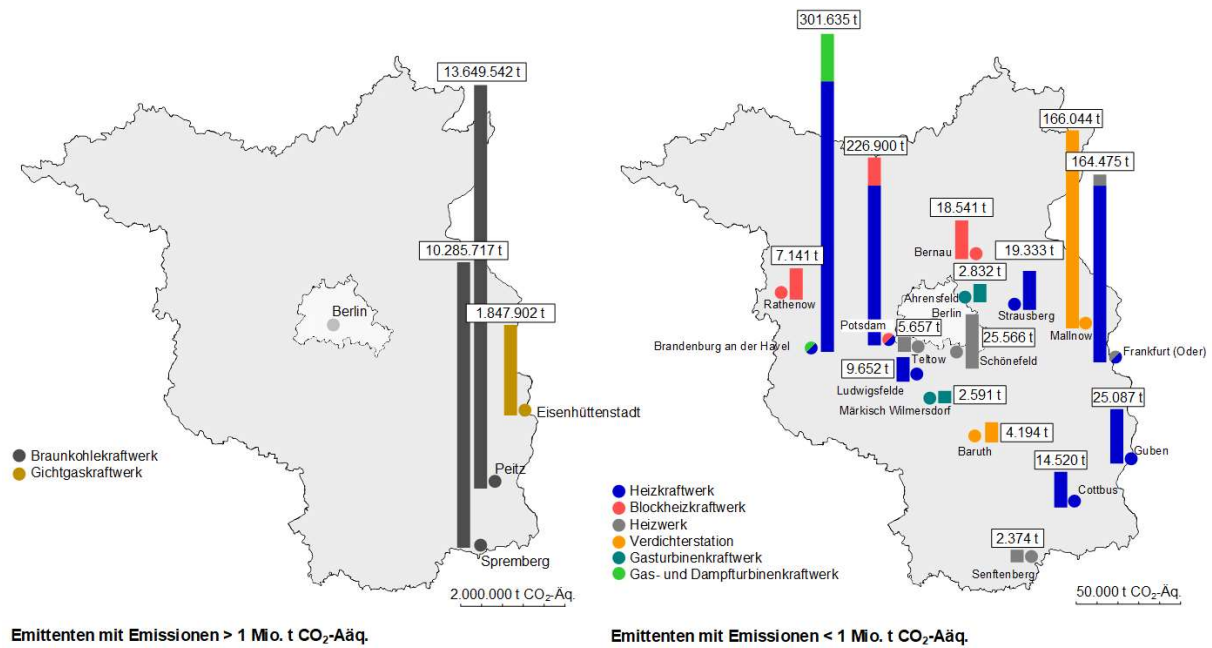 13.649.542 t
10.285.717 t
Berlin
1.847.902 t
Eisenhüttenstadt
Braunkohlekraftwerk
Gichtgaskraftwerk
Peitz
Spremberg
2.000.000 t CO₂-Äq.
Emittenten mit Emissionen > 1 Mio. t CO₂-Aäq.
301.635 t
166.044 t
226.900 t
164.475 t
18.541 t
Bernau
19.333 t
7.141 t
2.832 t
Rathenow
Ahrensfeld
Berlin
Strausberg
Potsdam
5.657 t
Mallnow
Brandenburg an der Havel
Teltow
25.566 t
Schönefeld
Frankfurt (Oder)
9.652 t
Ludwigsfelde
Märkisch Wilmersdorf
2.591 t
25.087 t
4.194 t
Baruth
Guben
14.520 t
Cottbus
Heizkraftwerk
Blockheizkraftwerk
Heizwerk
Verdichterstation
Gasturbinenkraftwerk
Gas- und Dampfturbinenkraftwerk
2.374 t
Senftenberg
50.000 t CO₂-Äq.
Emittenten mit Emissionen < 1 Mio. t CO₂-Aäq.